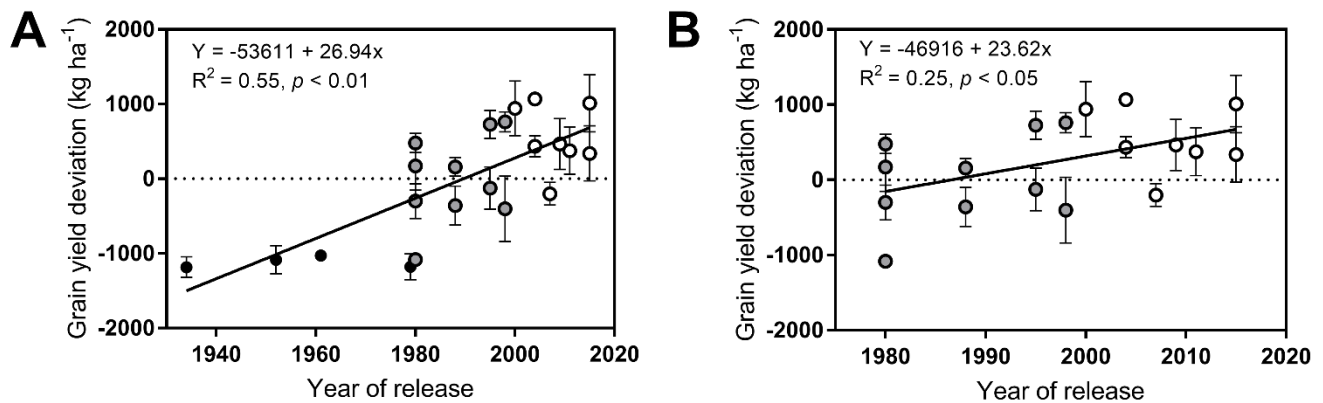 A
Grain yield deviation (kg ha⁻¹)
2000
1000
0
-1000
-2000
Y = -53611 + 26.94x
R² = 0.55, p < 0.01
1940 1960 1980 2000 2020
Year of release
B
Grain yield deviation (kg ha⁻¹)
2000
1000
0
-1000
-2000
Y = -46916 + 23.62x
R² = 0.25, p < 0.05
1980 1990 2000 2010 2020
Year of release